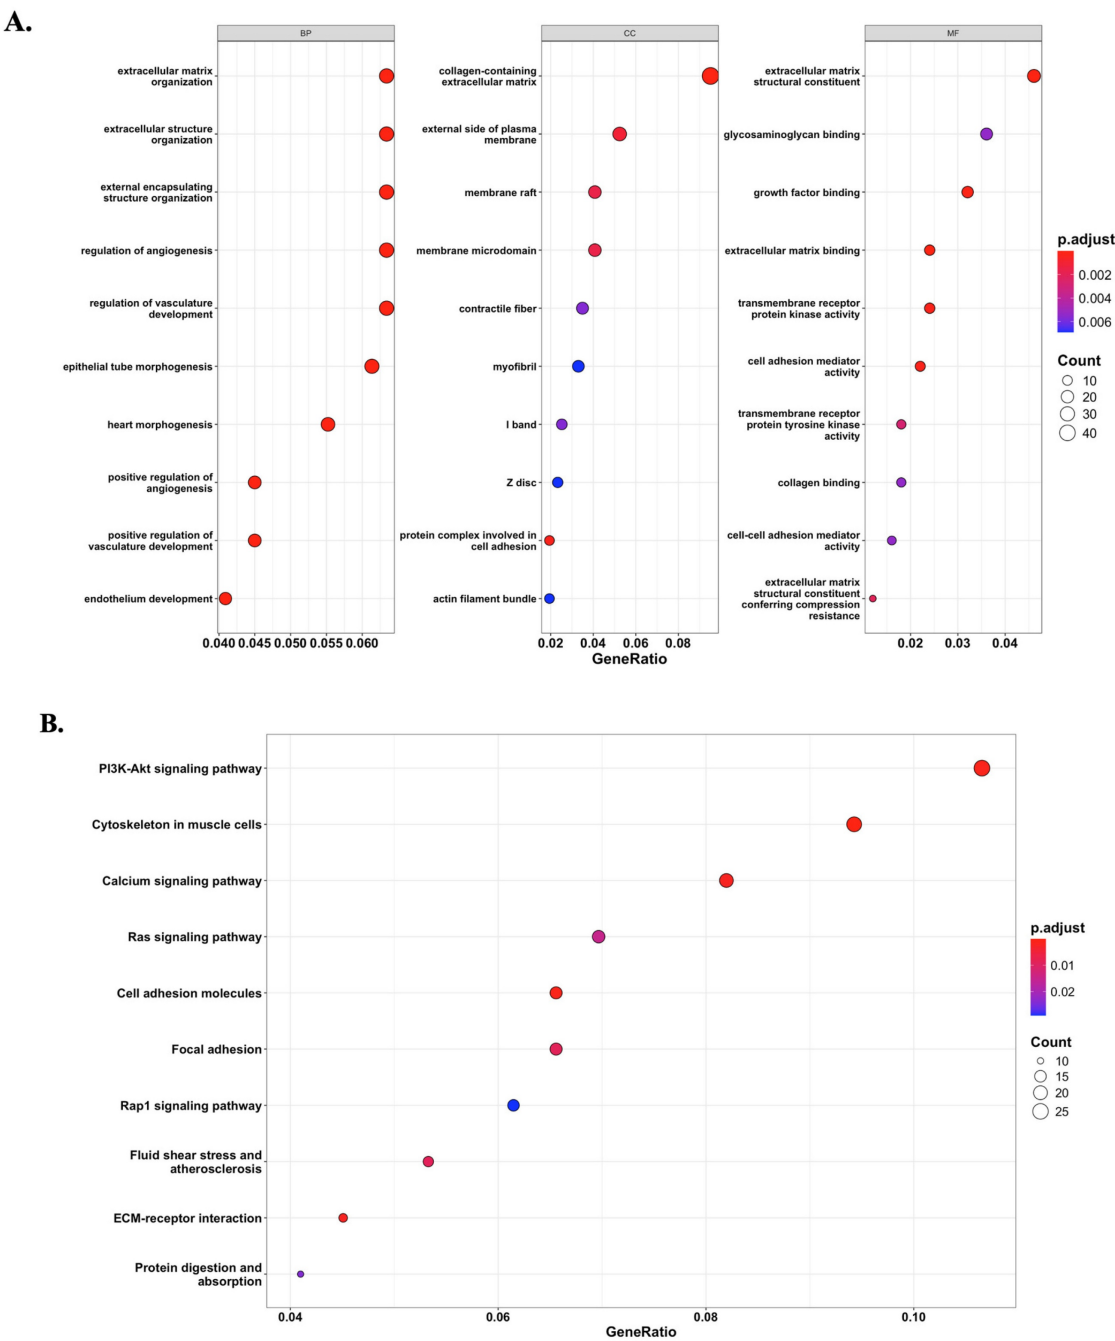 A.
BP
extracellular matrix
organization
extracellular structure
organization
external encapsulating
structure organization
regulation of angiogenesis
regulation of vasculature
development
epithelial tube morphogenesis
heart morphogenesis
positive regulation of
angiogenesis
positive regulation of
vasculature development
endothelium development
0.040 0.045 0.050 0.055 0.060
CC
collagen-containing
extracellular matrix
external side of plasma
membrane
membrane raft
membrane microdomain
contractile fiber
myofibril
I band
Z disc
protein complex involved in
cell adhesion
actin filament bundle
0.02 0.04 0.06 0.08
GeneRatio
MF
extracellular matrix
structural constituent
glycosaminoglycan binding
growth factor binding
extracellular matrix binding
transmembrane receptor
protein kinase activity
cell adhesion mediator
activity
transmembrane receptor
protein tyrosine kinase
activity
collagen binding
cell-cell adhesion mediator
activity
extracellular matrix
structural constituent
conferring compression
resistance
0.02 0.03 0.04
p.adjust
0.002
0.004
0.006
Count
10
20
30
40
B.
PI3K-Akt signaling pathway
Cytoskeleton in muscle cells
Calcium signaling pathway
Ras signaling pathway
Cell adhesion molecules
Focal adhesion
Rap1 signaling pathway
Fluid shear stress and
atherosclerosis
ECM-receptor interaction
Protein digestion and
absorption
0.04 0.06 0.08 0.10
GeneRatio
p.adjust
0.01
0.02
Count
10
15
20
25